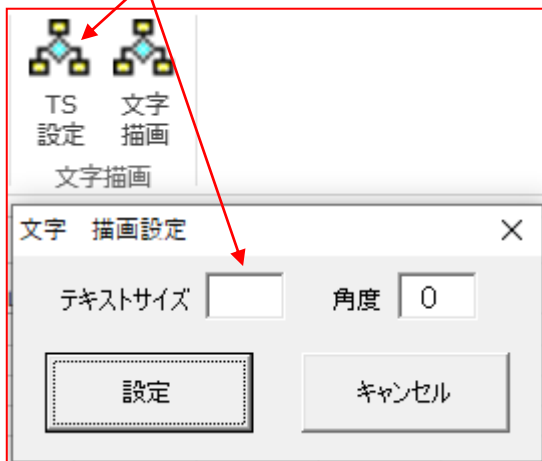 TS 文字
設定 描画
文字描画
文字 描画設定
テキストサイズ 角度 0
設定 キャンセル